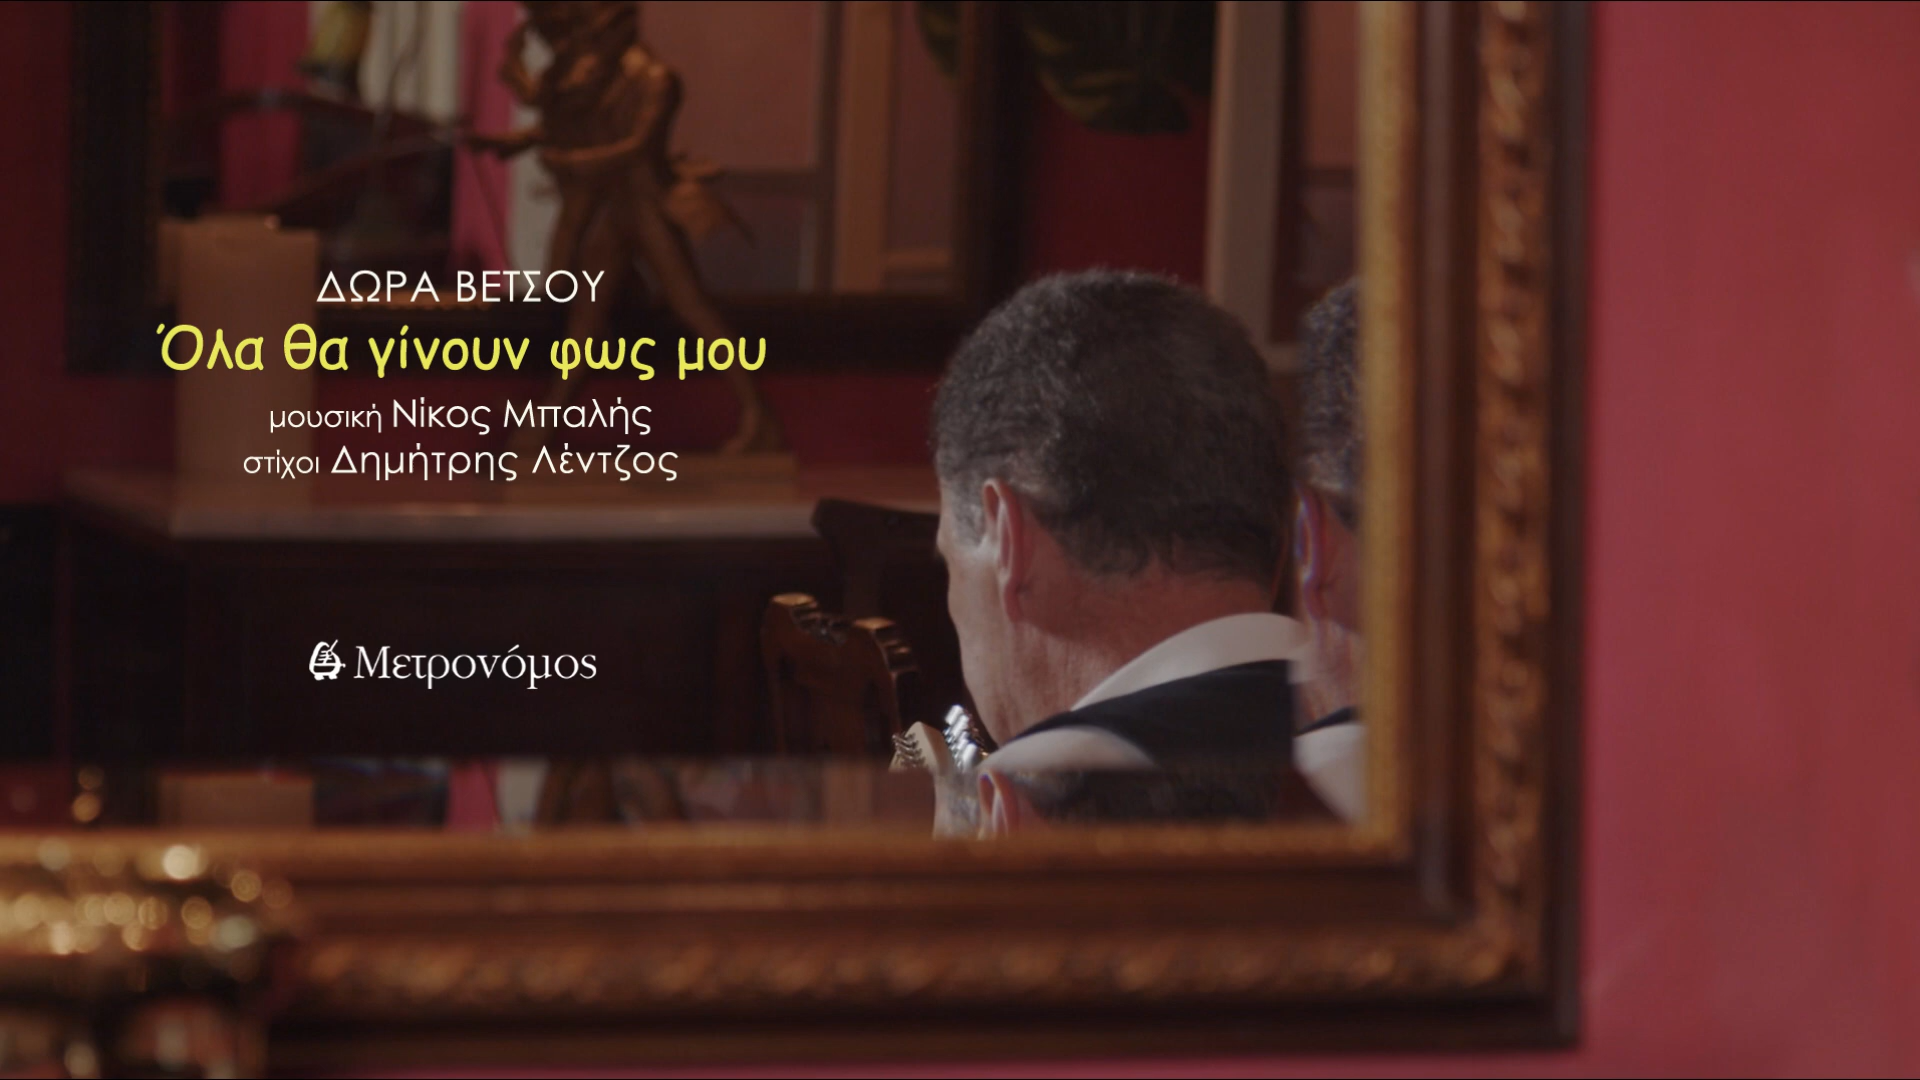 ΔΩΡΑ ΒΕΤΣΟΥ
Όλα θα γίνουν φως μου
μουσική Νίκος Μπαλής
στίχοι Δημήτρης Λέντζος
Μετρονόμος